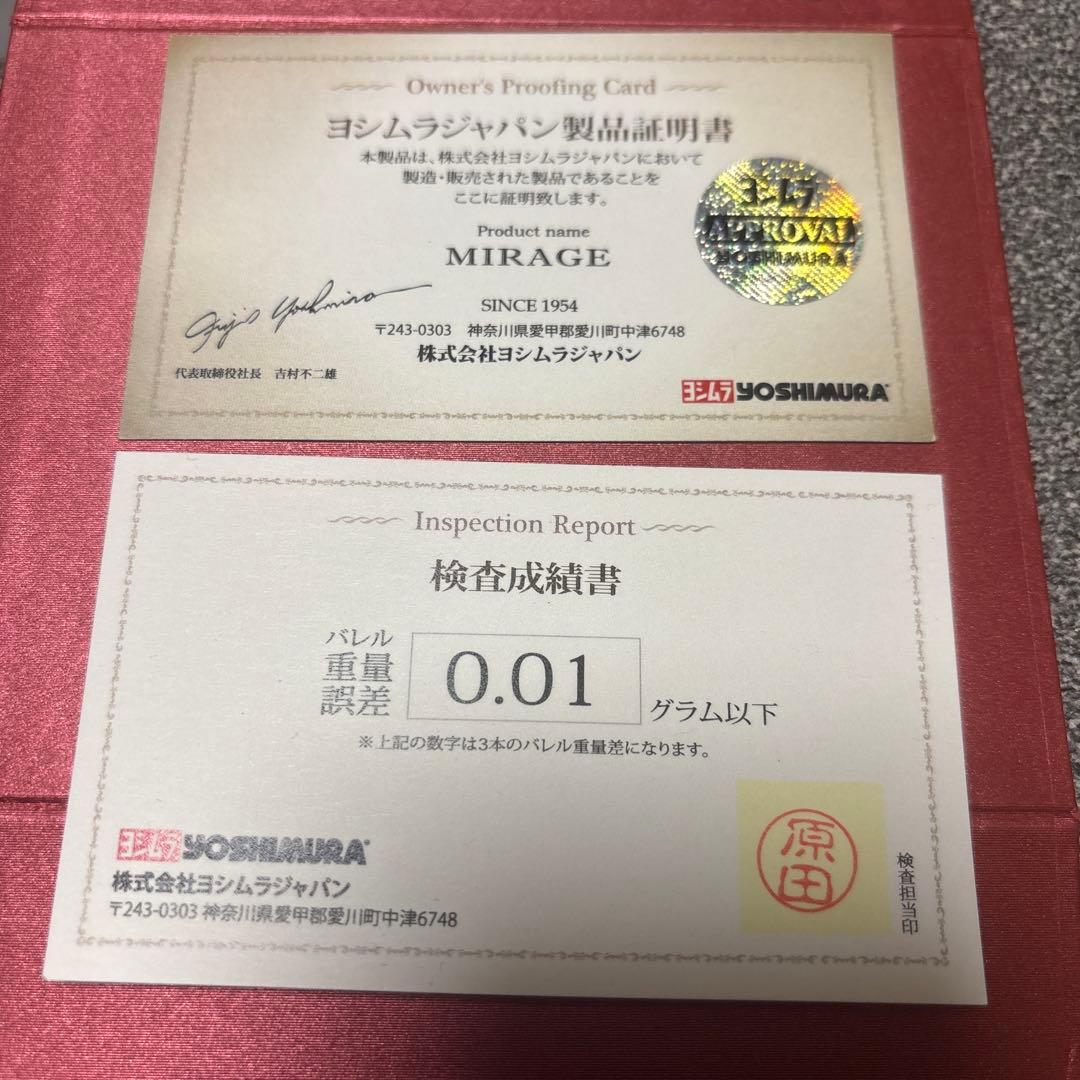 Owner's Proofing Card
ヨシムラジャパン製品証明書
本製品は、株式会社ヨシムラジャパンにおいて
製造・販売された製品であることを
ここに証明致します。
ヨシムラ
APPROVAL
YOSHIMURA
Product name
MIRAGE
SINCE 1954
〒243-0303 神奈川県愛甲郡愛川町中津6748
株式会社ヨシムラジャパン
代表取締役社長 吉村不二雄
ヨシムラ YOSHIMURA
Inspection Report
検査成績書
バレル
重量
誤差
0.01
グラム以下
※上記の数字は3本のバレル重量差になります。
ヨシムラ YOSHIMURA
株式会社ヨシムラジャパン
〒243-0303 神奈川県愛甲郡愛川町中津6748
原田
検査担当印